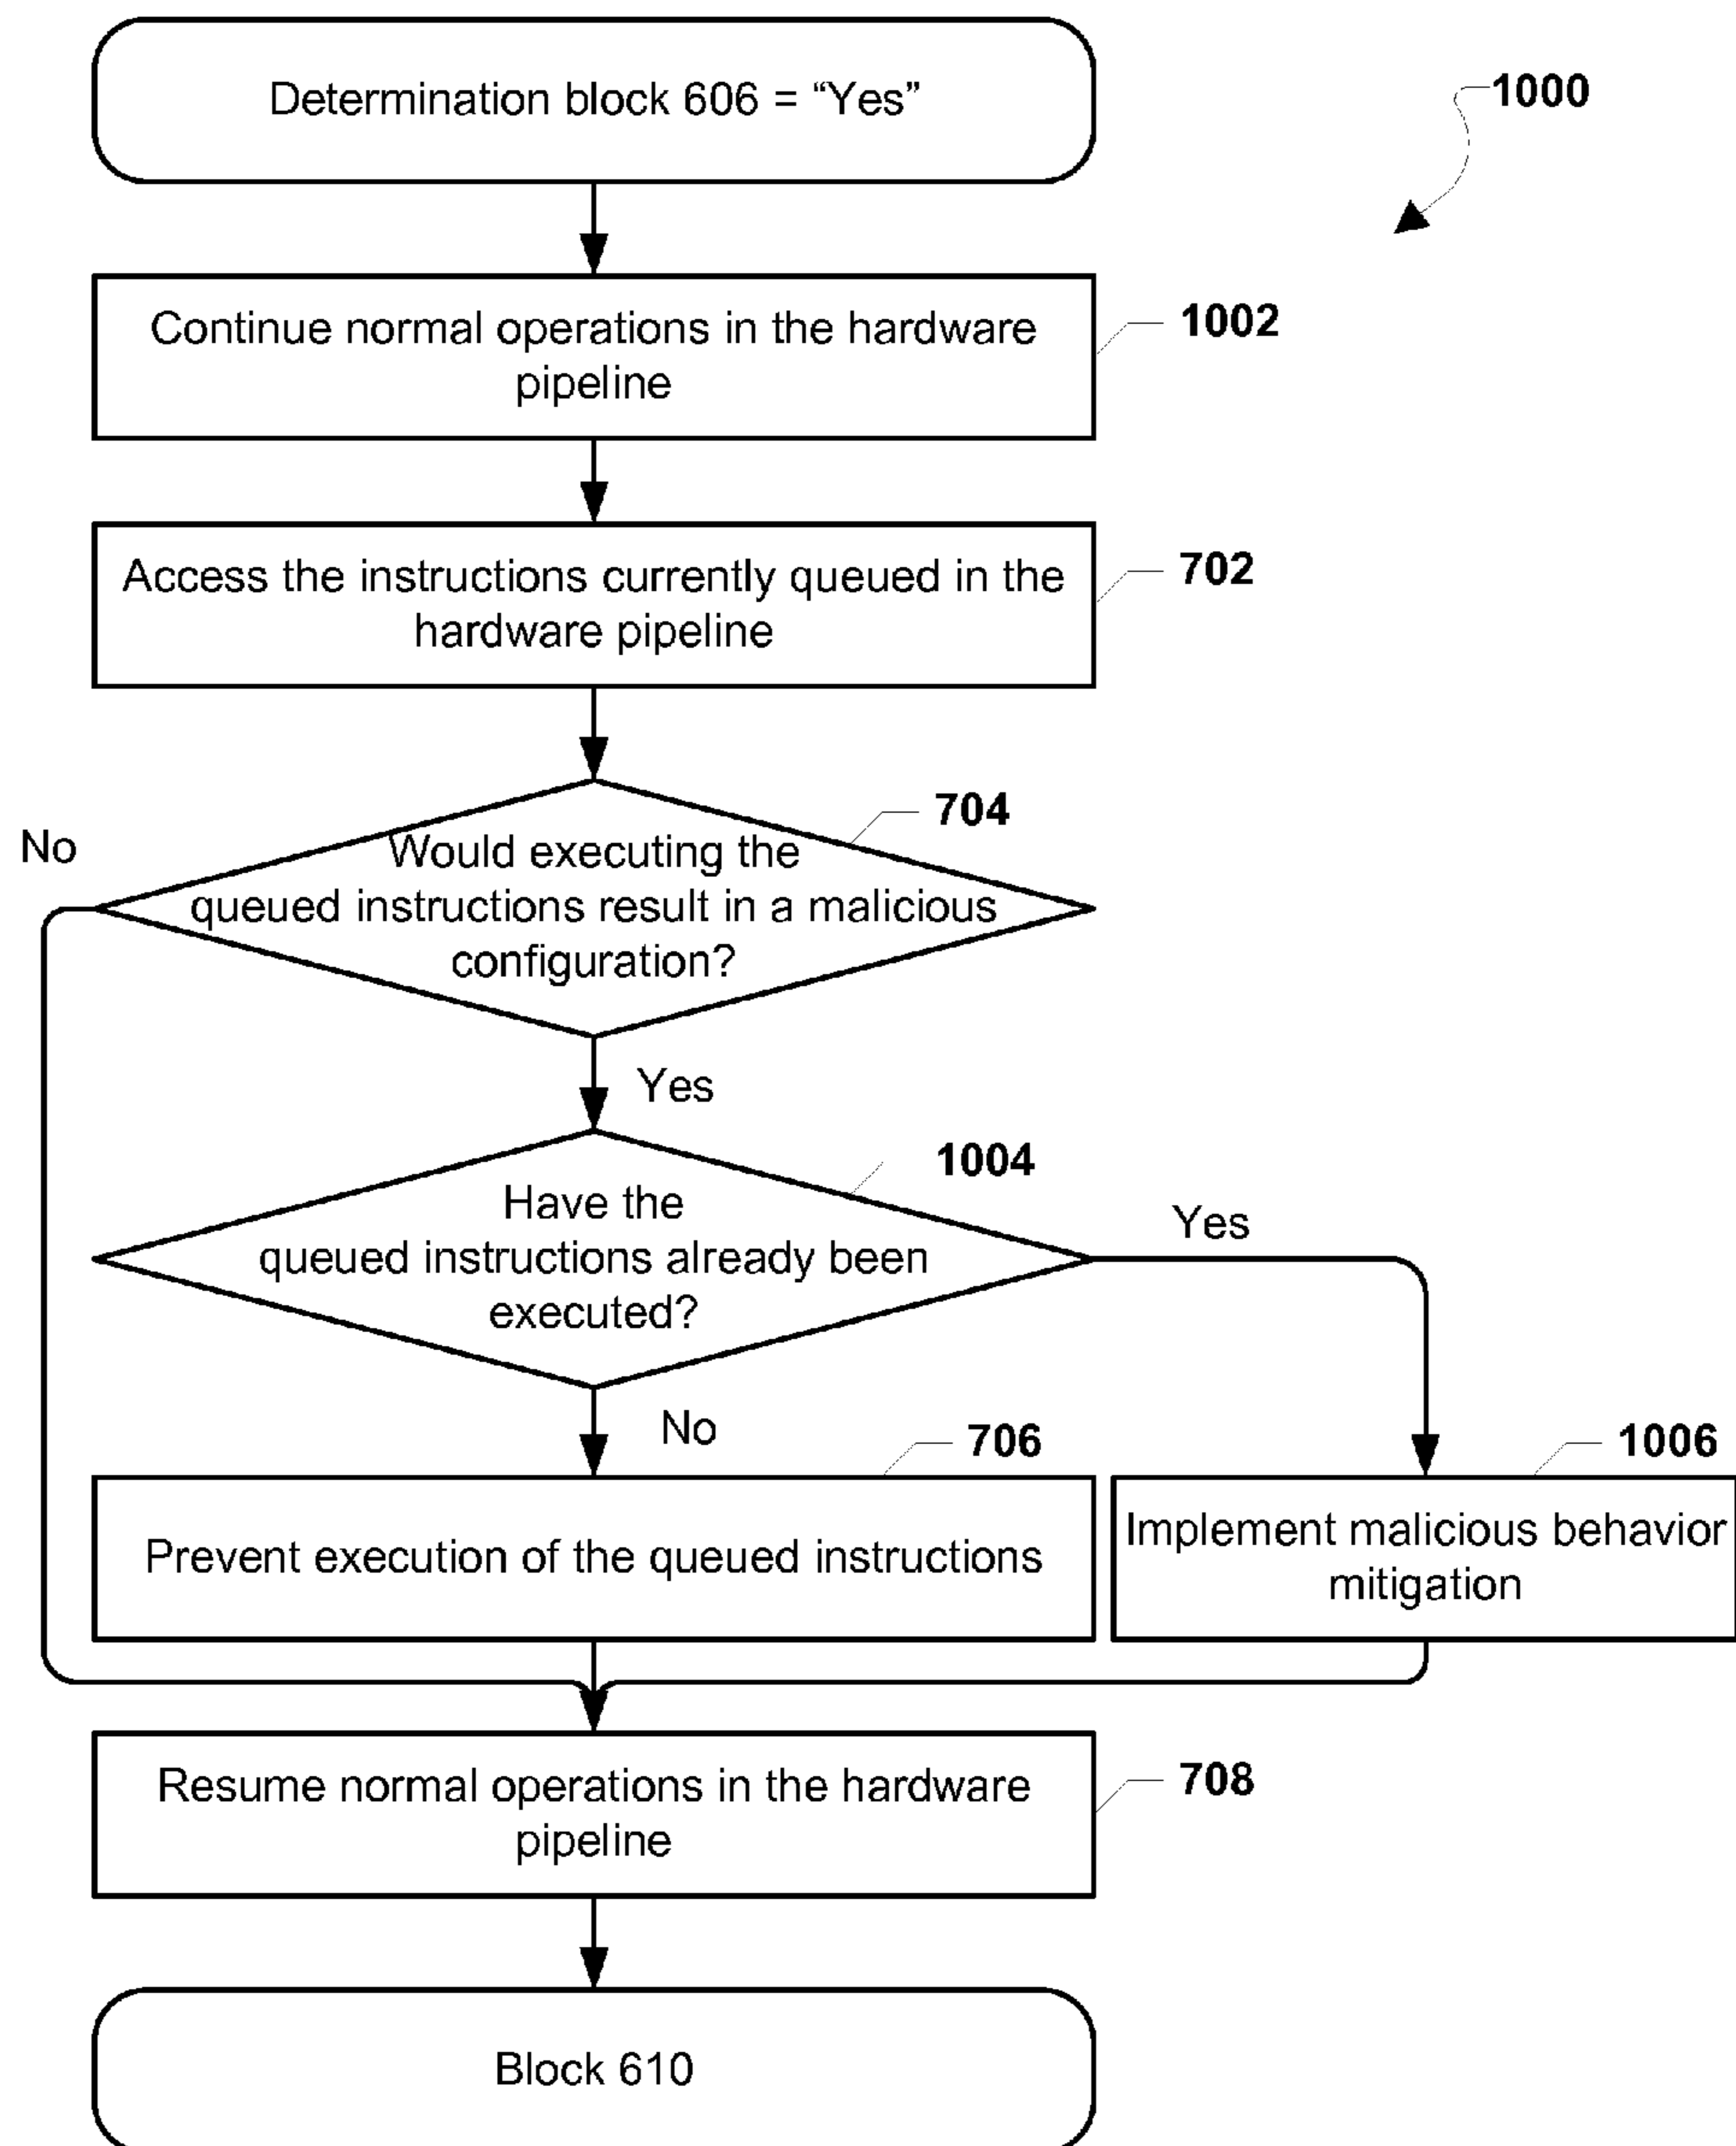 Determination block 606 = “Yes”
1000
Continue normal operations in the hardware
pipeline
1002
Access the instructions currently queued in the
hardware pipeline
702
704
No
Would executing the
queued instructions result in a malicious
configuration?
Yes
1004
Have the
queued instructions already been
executed?
Yes
No
706
1006
Prevent execution of the queued instructions
Implement malicious behavior
mitigation
Resume normal operations in the hardware
pipeline
708
Block 610